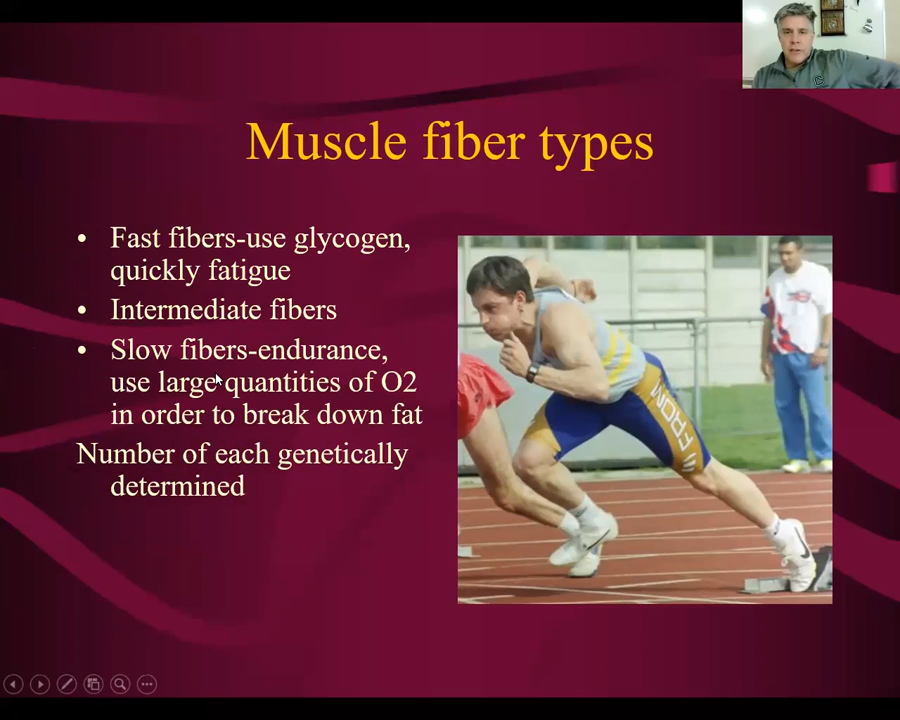 Muscle fiber types
• Fast fibers-use glycogen,
quickly fatigue
• Intermediate fibers
• Slow fibers-endurance,
use large quantities of O2
in order to break down fat
Number of each genetically
determined